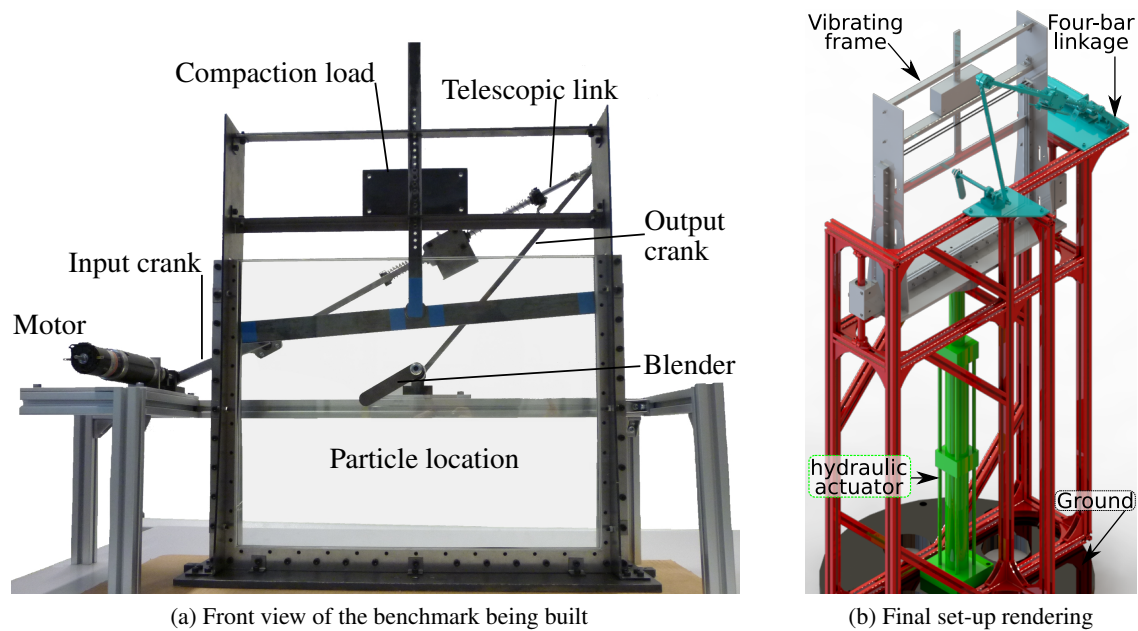 Compaction load
Telescopic link
Output
crank
Input crank
Motor
Blender
Particle location
(a) Front view of the benchmark being built
Vibrating
frame
Four-bar
linkage
hydraulic
actuator
Ground
(b) Final set-up rendering